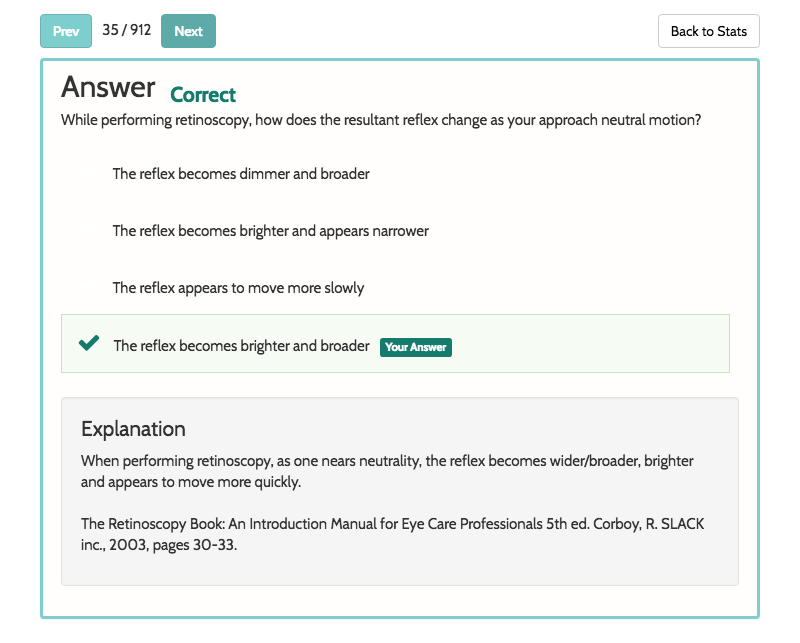 Prev 35 / 912 Next Back to Stats
Answer Correct
While performing retinoscopy, how does the resultant reflex change as your approach neutral motion?
The reflex becomes dimmer and broader
The reflex becomes brighter and appears narrower
The reflex appears to move more slowly
The reflex becomes brighter and broader Your Answer
Explanation
When performing retinoscopy, as one nears neutrality, the reflex becomes wider/broader, brighter
and appears to move more quickly.
The Retinoscopy Book: An Introduction Manual for Eye Care Professionals 5th ed. Corboy, R. SLACK
inc., 2003, pages 30-33.